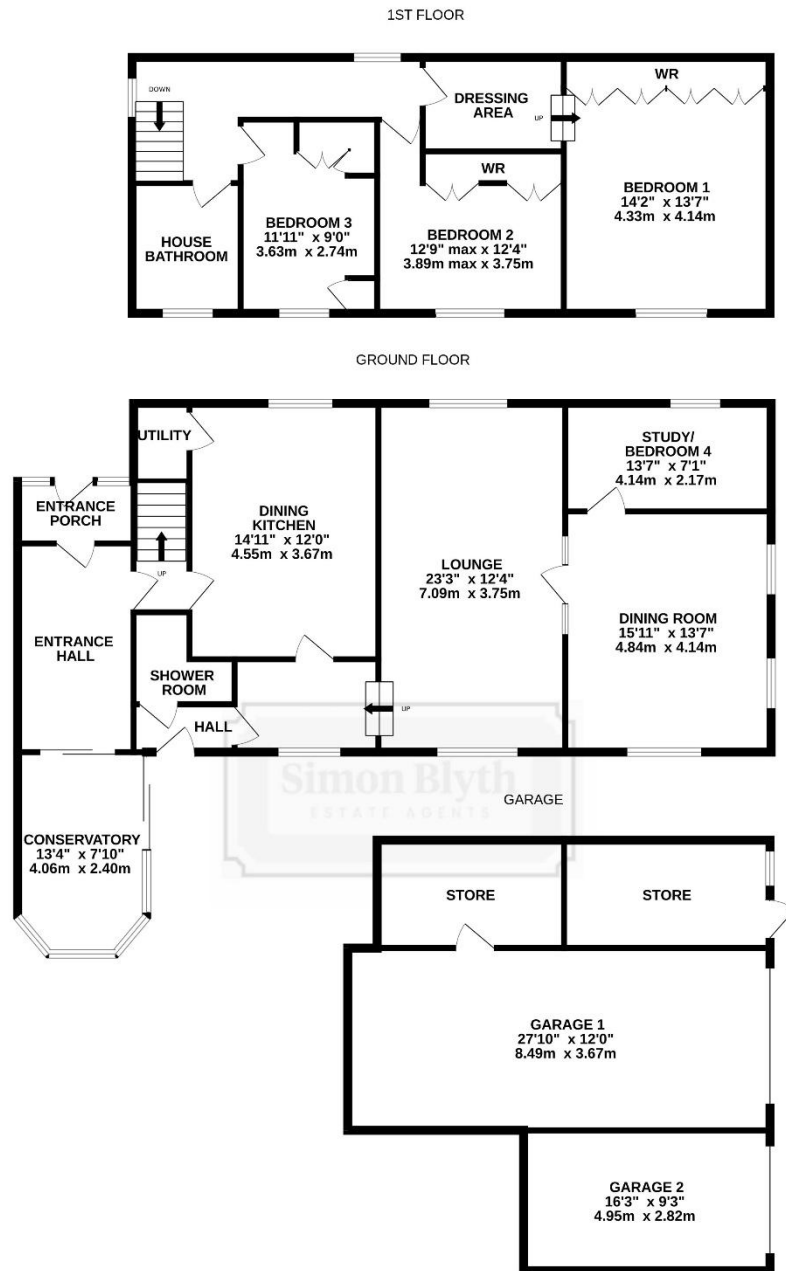 1ST FLOOR
DOWN
WR
DRESSING
AREA
UP
BEDROOM 1
14'2" x 13'7"
4.33m x 4.14m
WR
BEDROOM 3
11'11" x 9'0"
3.63m x 2.74m
BEDROOM 2
12'9" max x 12'4"
3.89m max x 3.75m
HOUSE
BATHROOM
GROUND FLOOR
UTILITY
STUDY/
BEDROOM 4
13'7" x 7'1"
4.14m x 2.17m
ENTRANCE
PORCH
DINING
KITCHEN
14'11" x 12'0"
4.55m x 3.67m
UP
LOUNGE
23'3" x 12'4"
7.09m x 3.75m
DINING ROOM
15'11" x 13'7"
4.84m x 4.14m
ENTRANCE
HALL
SHOWER
ROOM
HALL
UP
Simon Blyth
ESTATE AGENTS
GARAGE
CONSERVATORY
13'4" x 7'10"
4.06m x 2.40m
STORE
STORE
GARAGE 1
27'10" x 12'0"
8.49m x 3.67m
GARAGE 2
16'3" x 9'3"
4.95m x 2.82m